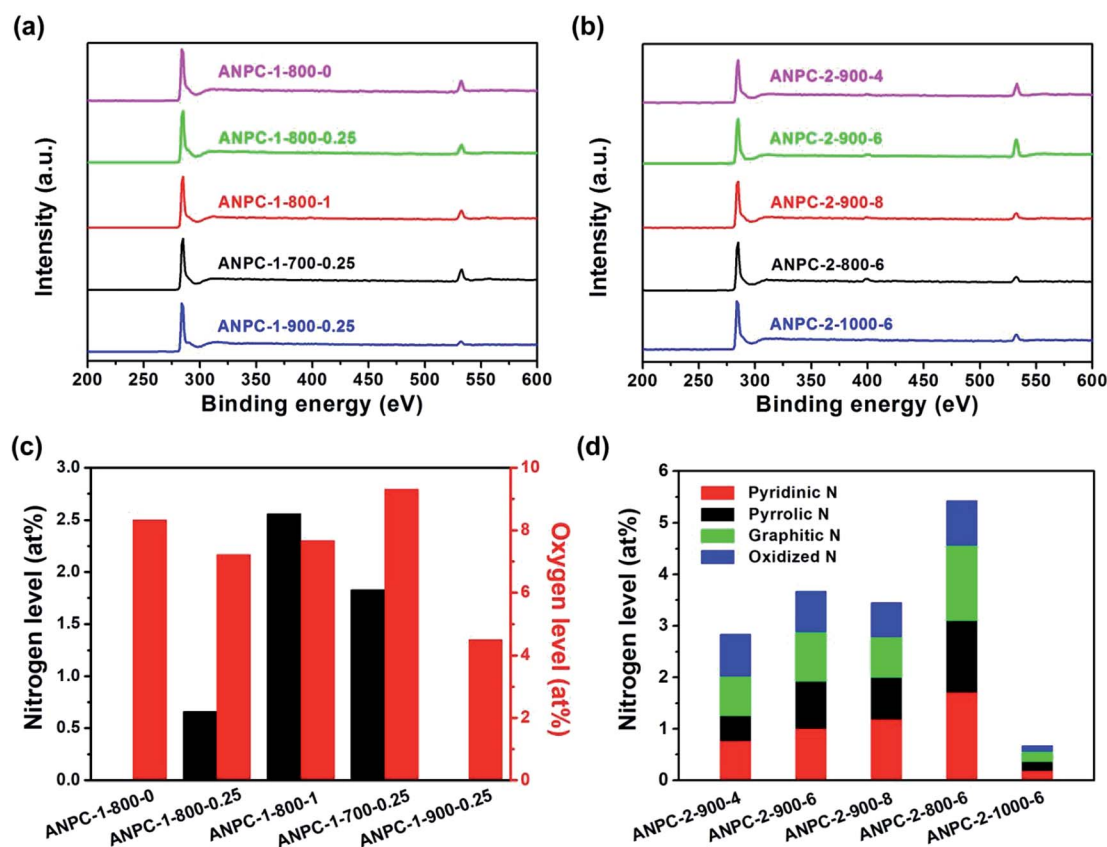 (a)
ANPC-1-800-0
ANPC-1-800-0.25
ANPC-1-800-1
ANPC-1-700-0.25
ANPC-1-900-0.25
Intensity (a.u.)
200 250 300 350 400 450 500 550 600
Binding energy (eV)
(b)
ANPC-2-900-4
ANPC-2-900-6
ANPC-2-900-8
ANPC-2-800-6
ANPC-2-1000-6
Intensity (a.u.)
200 250 300 350 400 450 500 550 600
Binding energy (eV)
(c)
Nitrogen level (at%)
3.0
2.5
2.0
1.5
1.0
0.5
0.0
Oxygen level (at%)
10
8
6
4
2
0
ANPC-1-800-0
ANPC-1-800-0.25
ANPC-1-800-1
ANPC-1-700-0.25
ANPC-1-900-0.25
(d)
Nitrogen level (at%)
6
5
4
3
2
1
0
Pyridinic N
Pyrrolic N
Graphitic N
Oxidized N
ANPC-2-900-4
ANPC-2-900-6
ANPC-2-900-8
ANPC-2-800-6
ANPC-2-1000-6